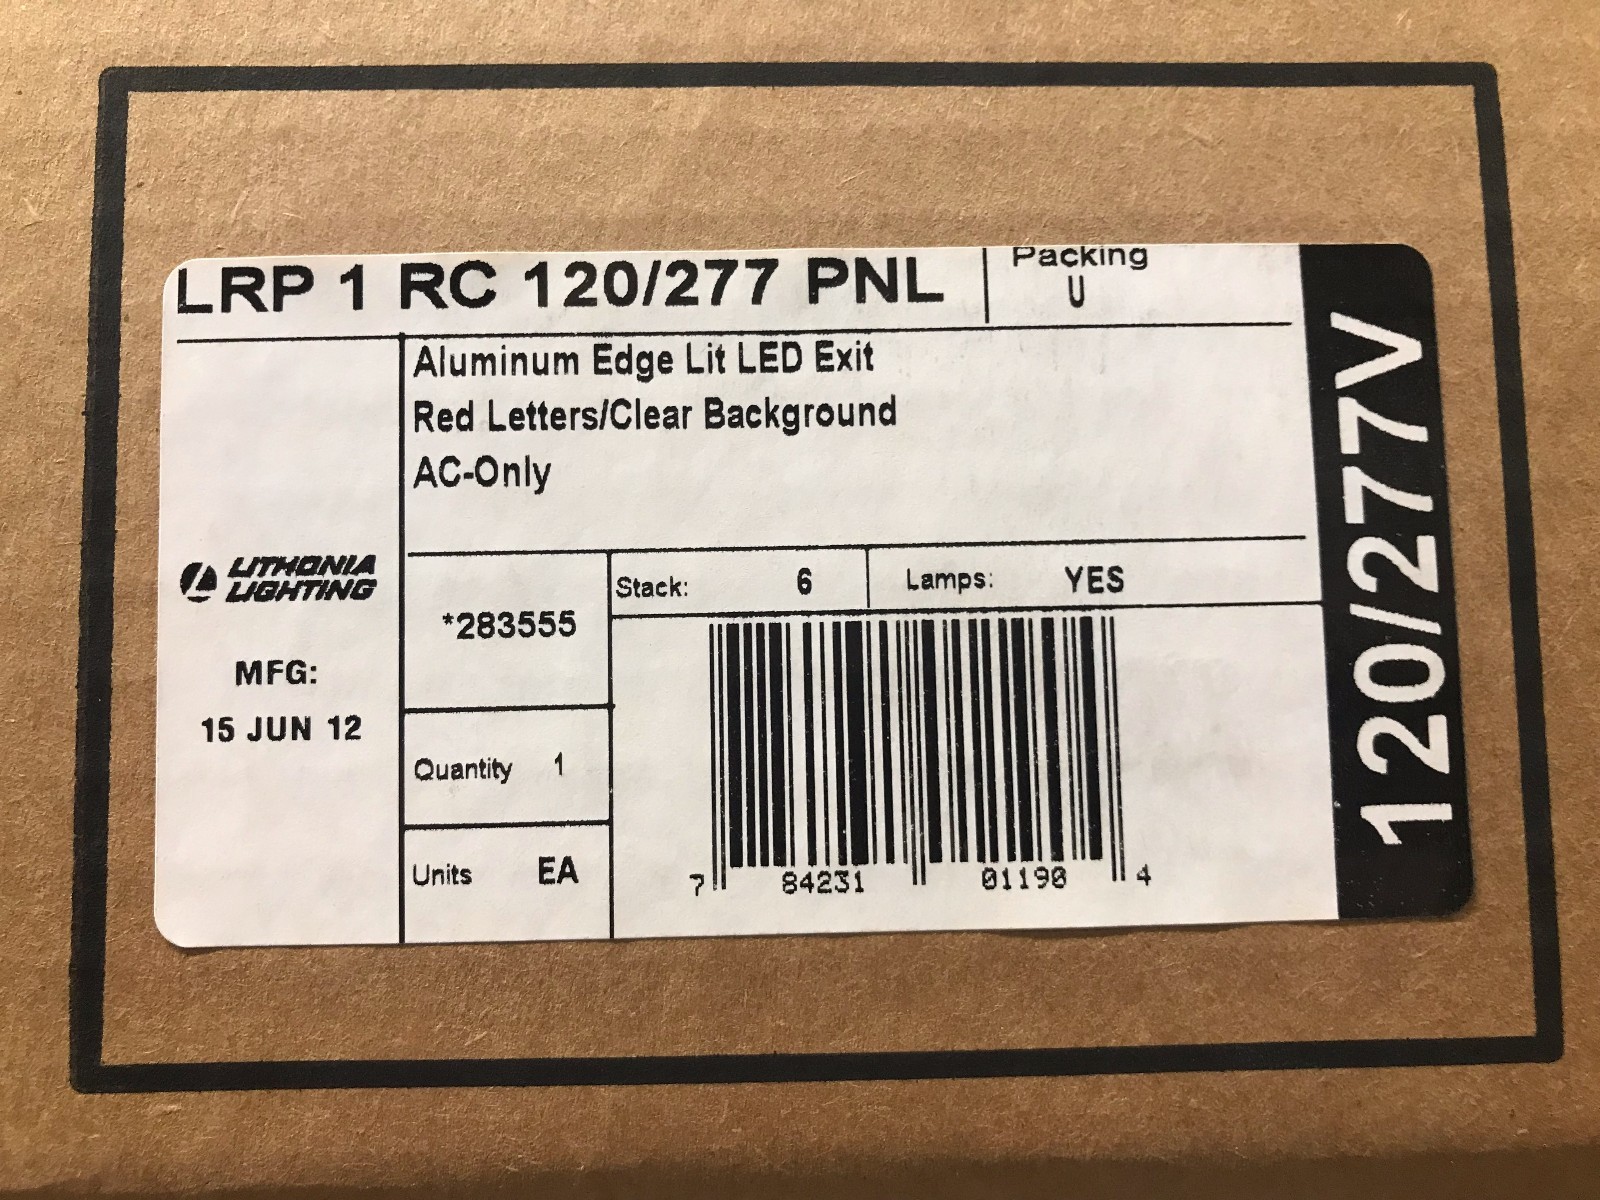 LRP 1 RC 120/277 PNL
Packing
U
Aluminum Edge Lit LED Exit
Red Letters/Clear Background
AC-Only
LITHONIA
LIGHTING
MFG:
15 JUN 12
*283555
Stack: 6
Lamps: YES
Quantity 1
Units EA
7 84231 01190 4
120/277V